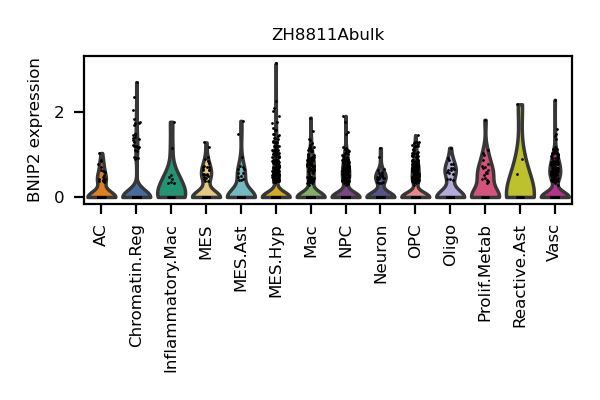 ZH8811Abulk
BNIP2 expression
2
0
AC
Chromatin.Reg
Inflammatory.Mac
MES
MES.Ast
MES.Hyp
Mac
NPC
Neuron
OPC
Oligo
Prolif.Metab
Reactive.Ast
Vasc